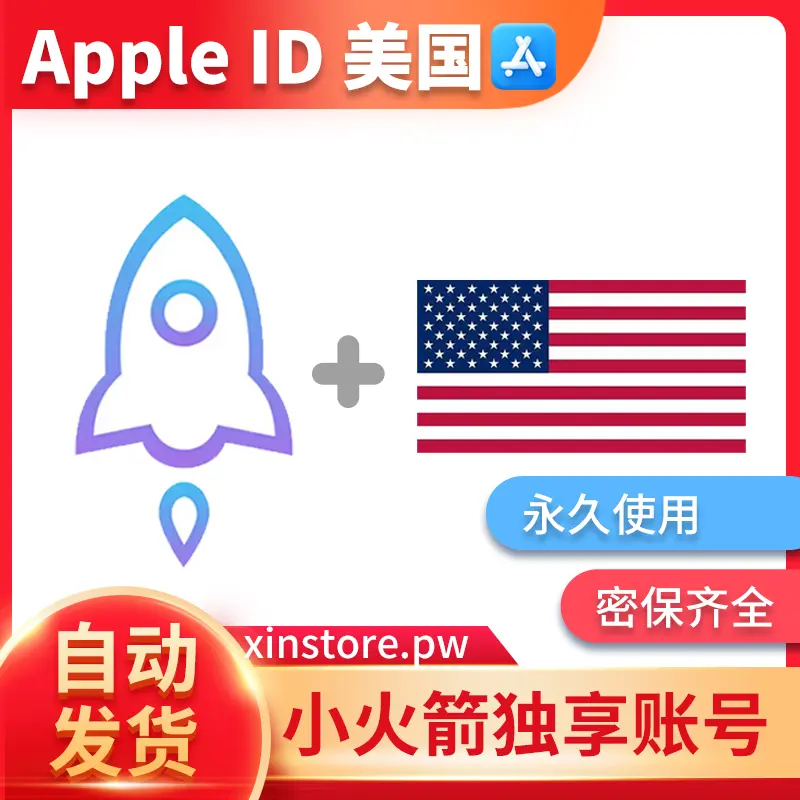 Apple ID 美国
永久使用
密保齐全
自动
发货
xinstore.pw
小火箭独享账号